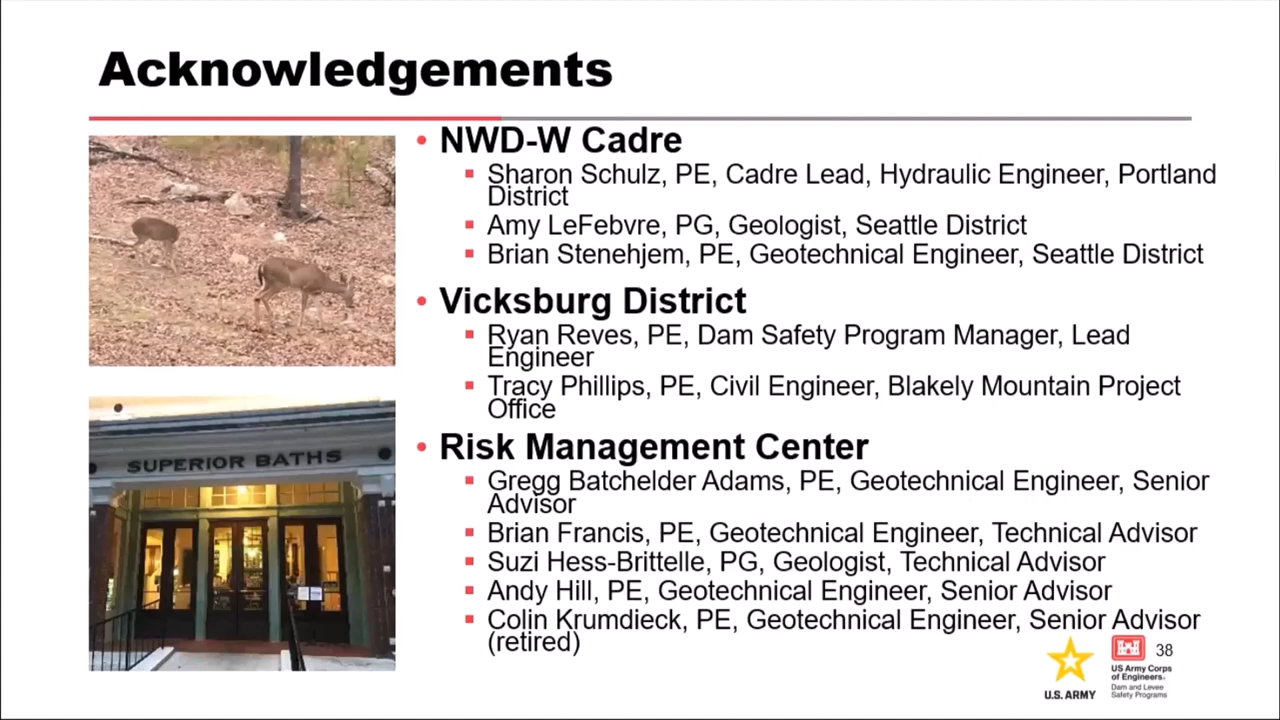 Acknowledgements
• NWD-W Cadre
▪ Sharon Schulz, PE, Cadre Lead, Hydraulic Engineer, Portland
District
▪ Amy LeFebvre, PG, Geologist, Seattle District
▪ Brian Stenehjem, PE, Geotechnical Engineer, Seattle District
• Vicksburg District
▪ Ryan Reves, PE, Dam Safety Program Manager, Lead
Engineer
▪ Tracy Phillips, PE, Civil Engineer, Blakely Mountain Project
Office
• Risk Management Center
▪ Gregg Batchelder Adams, PE, Geotechnical Engineer, Senior
Advisor
▪ Brian Francis, PE, Geotechnical Engineer, Technical Advisor
▪ Suzi Hess-Brittelle, PG, Geologist, Technical Advisor
▪ Andy Hill, PE, Geotechnical Engineer, Senior Advisor
▪ Colin Krumdieck, PE, Geotechnical Engineer, Senior Advisor
(retired)
SUPERIOR BATHS
U.S. ARMY
US Army Corps
of Engineers®
Dam and Levee
Safety Programs
38